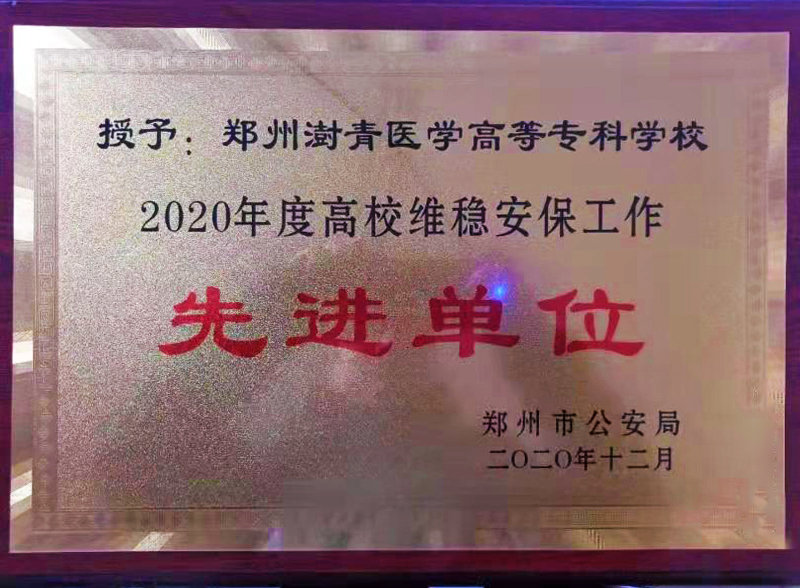 授予：郑州澍青医学高等专科学校
2020年度高校维稳安保工作
先进单位
郑州市公安局
二〇二〇年十二月